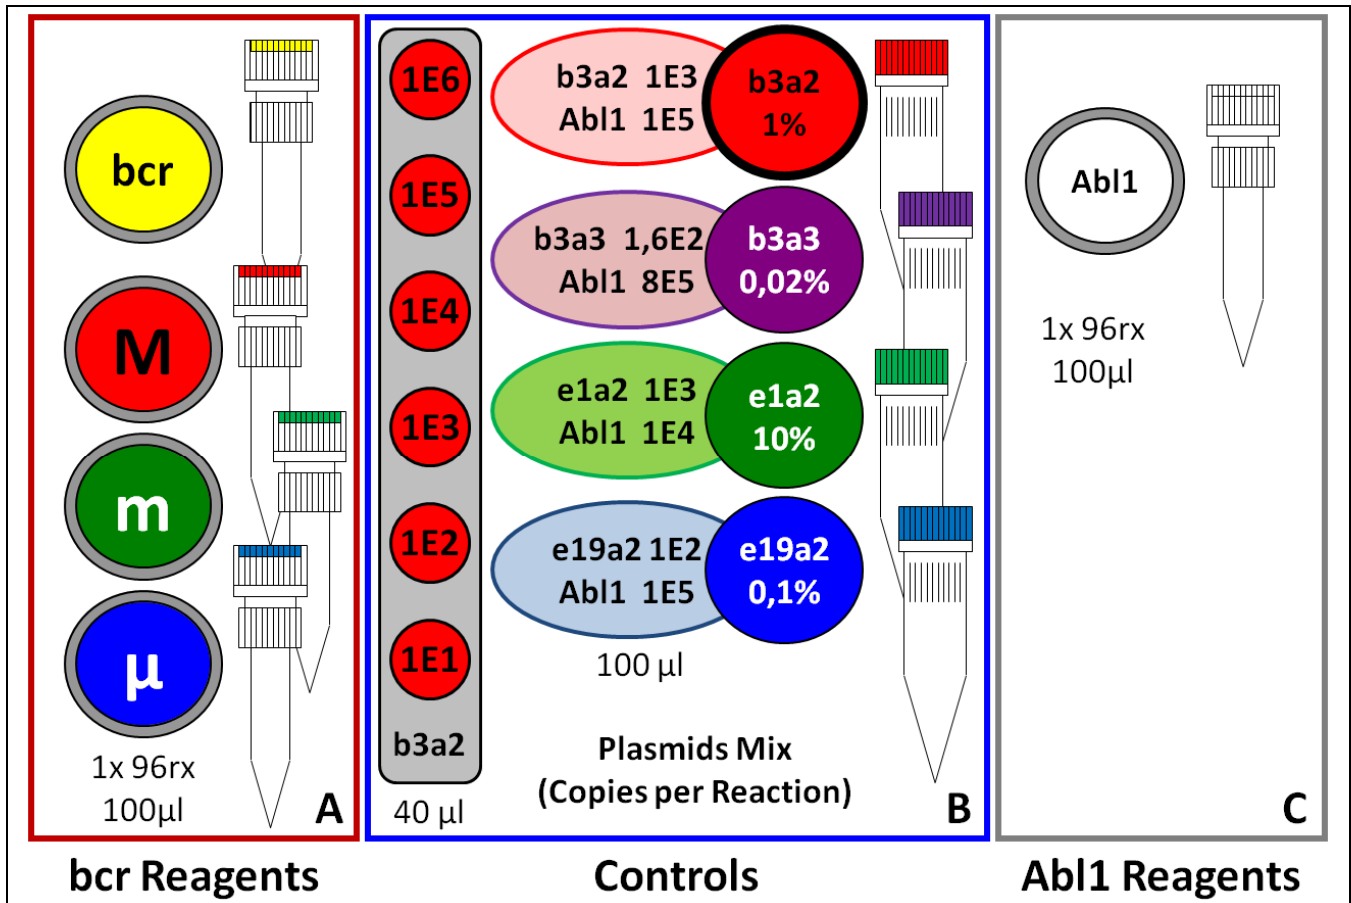 bcr
M
m
µ
1x 96rx
100µl
A
bcr Reagents
1E6
1E5
1E4
1E3
1E2
1E1
b3a2
40 µl
b3a2 1E3
Abl1 1E5
b3a2
1%
b3a3 1,6E2
Abl1 8E5
b3a3
0,02%
e1a2 1E3
Abl1 1E4
e1a2
10%
e19a2 1E2
Abl1 1E5
e19a2
0,1%
100 µl
Plasmids Mix
(Copies per Reaction)
B
Controls
Abl1
1x 96rx
100µl
C
Abl1 Reagents